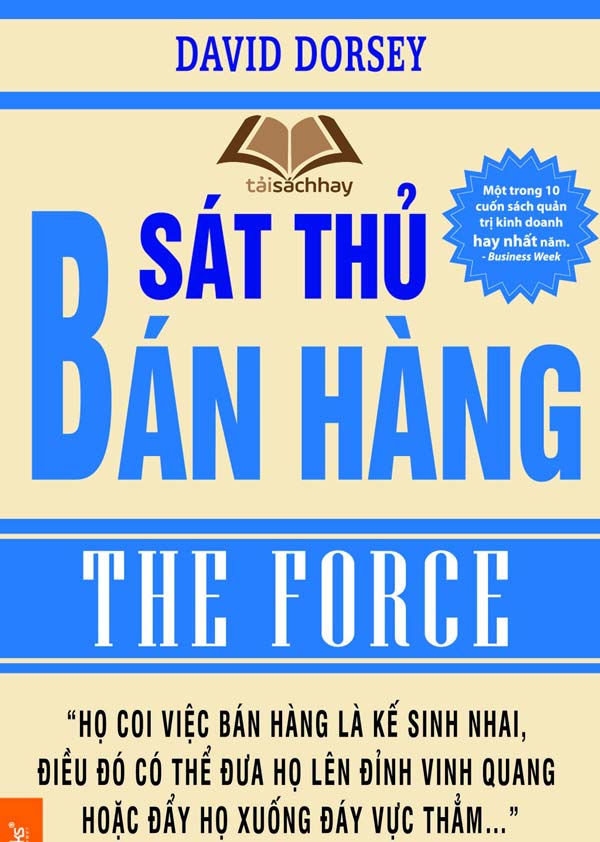 DAVID DORSEY
tảisáchhay
SÁT THỦ
BÁN HÀNG
Một trong 10
cuốn sách quản
trị kinh doanh
hay nhất năm.
- Business Week
THE FORCE
“HỌ COI VIỆC BÁN HÀNG LÀ KẾ SINH NHAI,
ĐIỀU ĐÓ CÓ THỂ ĐƯA HỌ LÊN ĐỈNH VINH QUANG
HOẶC ĐẨY HỌ XUỐNG ĐÁY VỰC THẲM...”